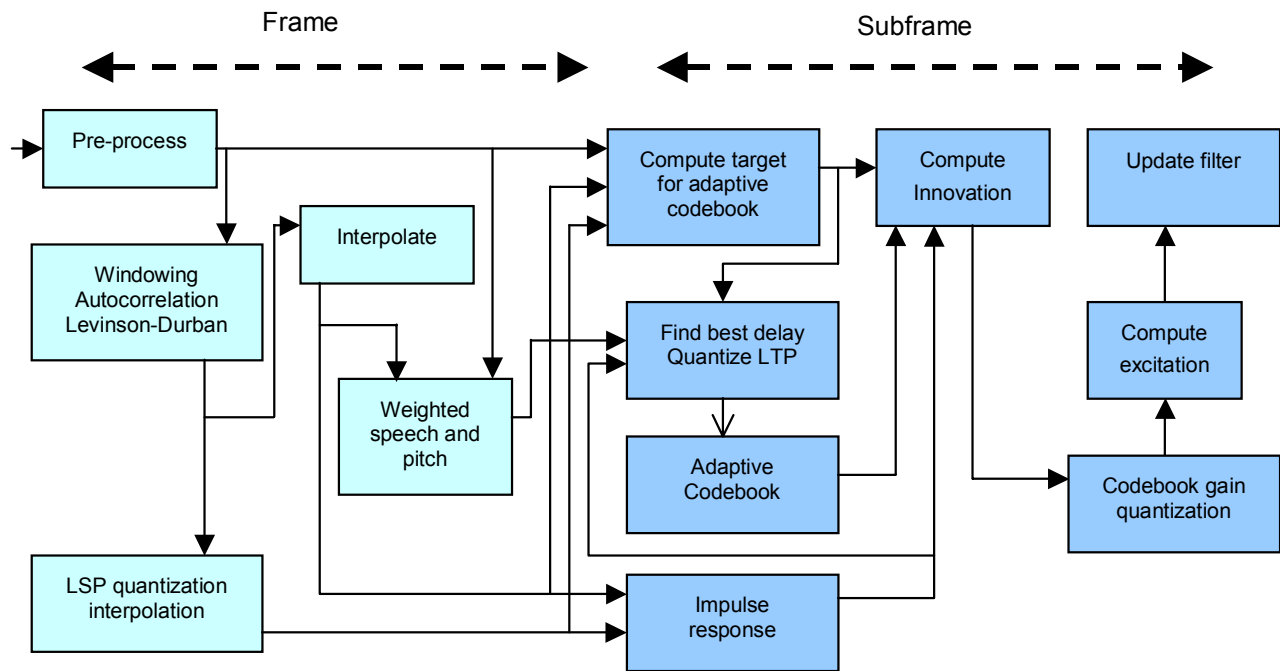 Frame
Subframe
Pre-process
Windowing
Autocorrelation
Levinson-Durban
LSP quantization
interpolation
Interpolate
Weighted
speech and
pitch
Compute target
for adaptive
codebook
Find best delay
Quantize LTP
Adaptive
Codebook
Impulse
response
Compute
Innovation
Update filter
Compute
excitation
Codebook gain
quantization